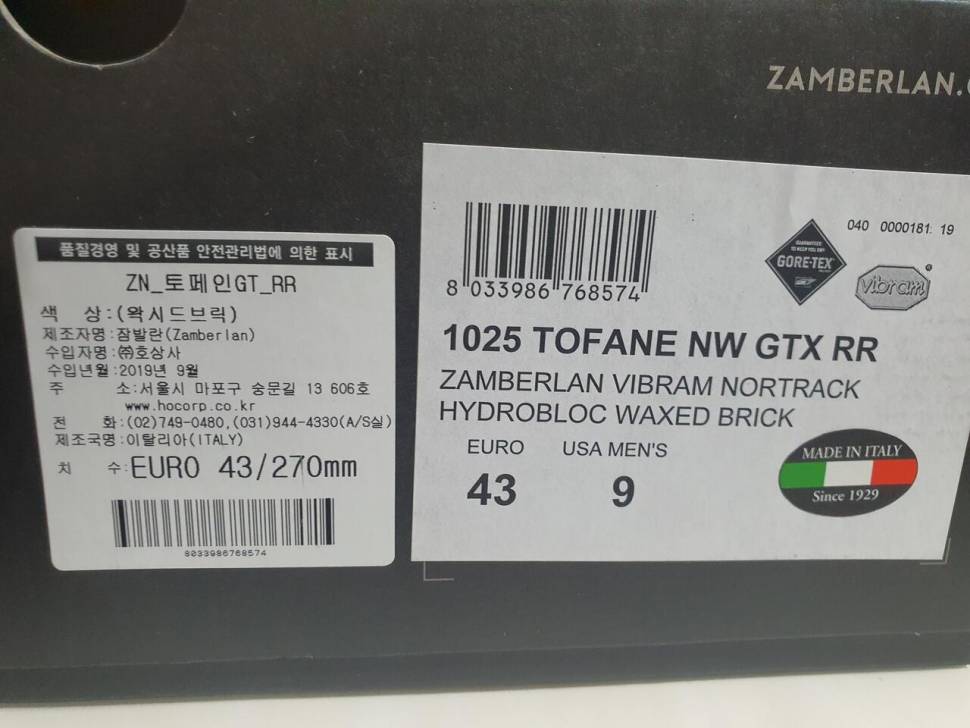 ZAMBERLAN.
품질경영 및 공산품 안전관리법에 의한 표시
ZN_토페인GT_RR
색 상:(왁시드브릭)
제조자명:잠발란(Zamberlan)
수입자명:㈜호상사
수입년월:2019년 9월
주 소:서울시 마포구 숭문길 13 606호
www.hocorp.co.kr
전 화:(02)749-0480,(031)944-4330(A/S실)
제조국명:이탈리아(ITALY)
치 수:EURO 43/270mm
8033986768574
8 033986 768574
GUARANTEED
TO KEEP YOU DRY
GORE-TEX
040 0000181 19
vibram
1025 TOFANE NW GTX RR
ZAMBERLAN VIBRAM NORTRACK
HYDROBLOC WAXED BRICK
EURO USA MEN'S
43 9
MADE IN ITALY
Since 1929